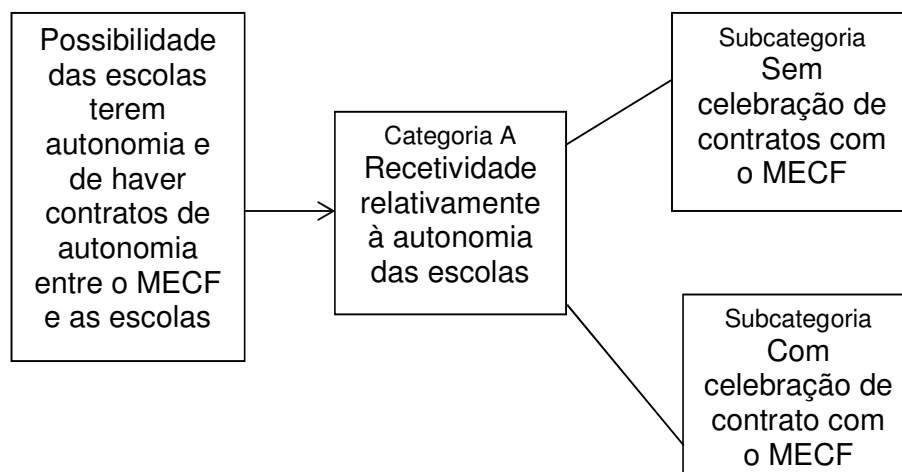 Possibilidade
das escolas
terem
autonomia e
de haver
contratos de
autonomia
entre o MECF
e as escolas
Categoria A
Recetividade
relativamente
à autonomia
das escolas
Subcategoria
Sem
celebração de
contratos com
o MECF
Subcategoria
Com
celebração de
contrato com
o MECF